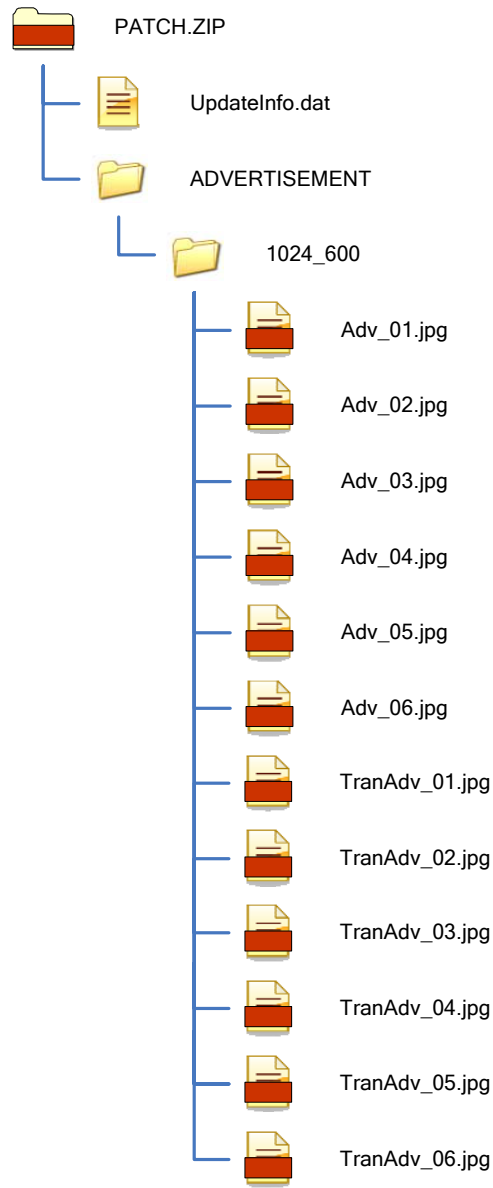 PATCH.ZIP
UpdateInfo.dat
ADVERTISEMENT
1024_600
Adv_01.jpg
Adv_02.jpg
Adv_03.jpg
Adv_04.jpg
Adv_05.jpg
Adv_06.jpg
TranAdv_01.jpg
TranAdv_02.jpg
TranAdv_03.jpg
TranAdv_04.jpg
TranAdv_05.jpg
TranAdv_06.jpg